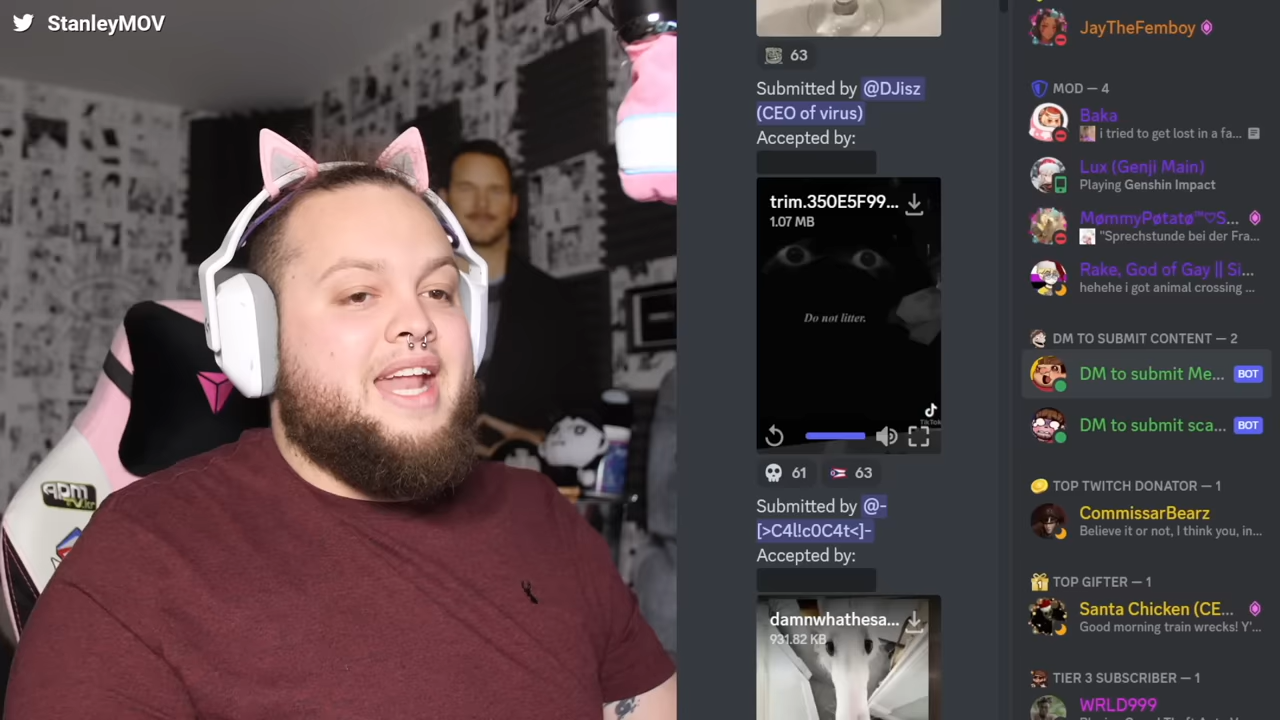 StanleyMOV
63
Submitted by @DJisz
(CEO of virus)
Accepted by:
trim.350E5F99...
1.07 MB
Do not litter.
TikTok
61
63
Submitted by @-
[>C4l!c0C4t<]-
Accepted by:
damnwhathesa...
931.82 KB
JayTheFemboy
MOD — 4
Baka
i tried to get lost in a fa...
Lux (Genji Main)
Playing Genshin Impact
MømmyPøtatø™♡S...
"Sprechstunde bei der Fra...
Rake, God of Gay || Si...
hehehe i got animal crossing ...
DM TO SUBMIT CONTENT — 2
DM to submit Me...
BOT
DM to submit sca...
BOT
TOP TWITCH DONATOR — 1
CommissarBearz
Believe it or not, I think you, in...
TOP GIFTER — 1
Santa Chicken (CE...
Good morning train wrecks! Y'...
TIER 3 SUBSCRIBER — 1
WRLD999